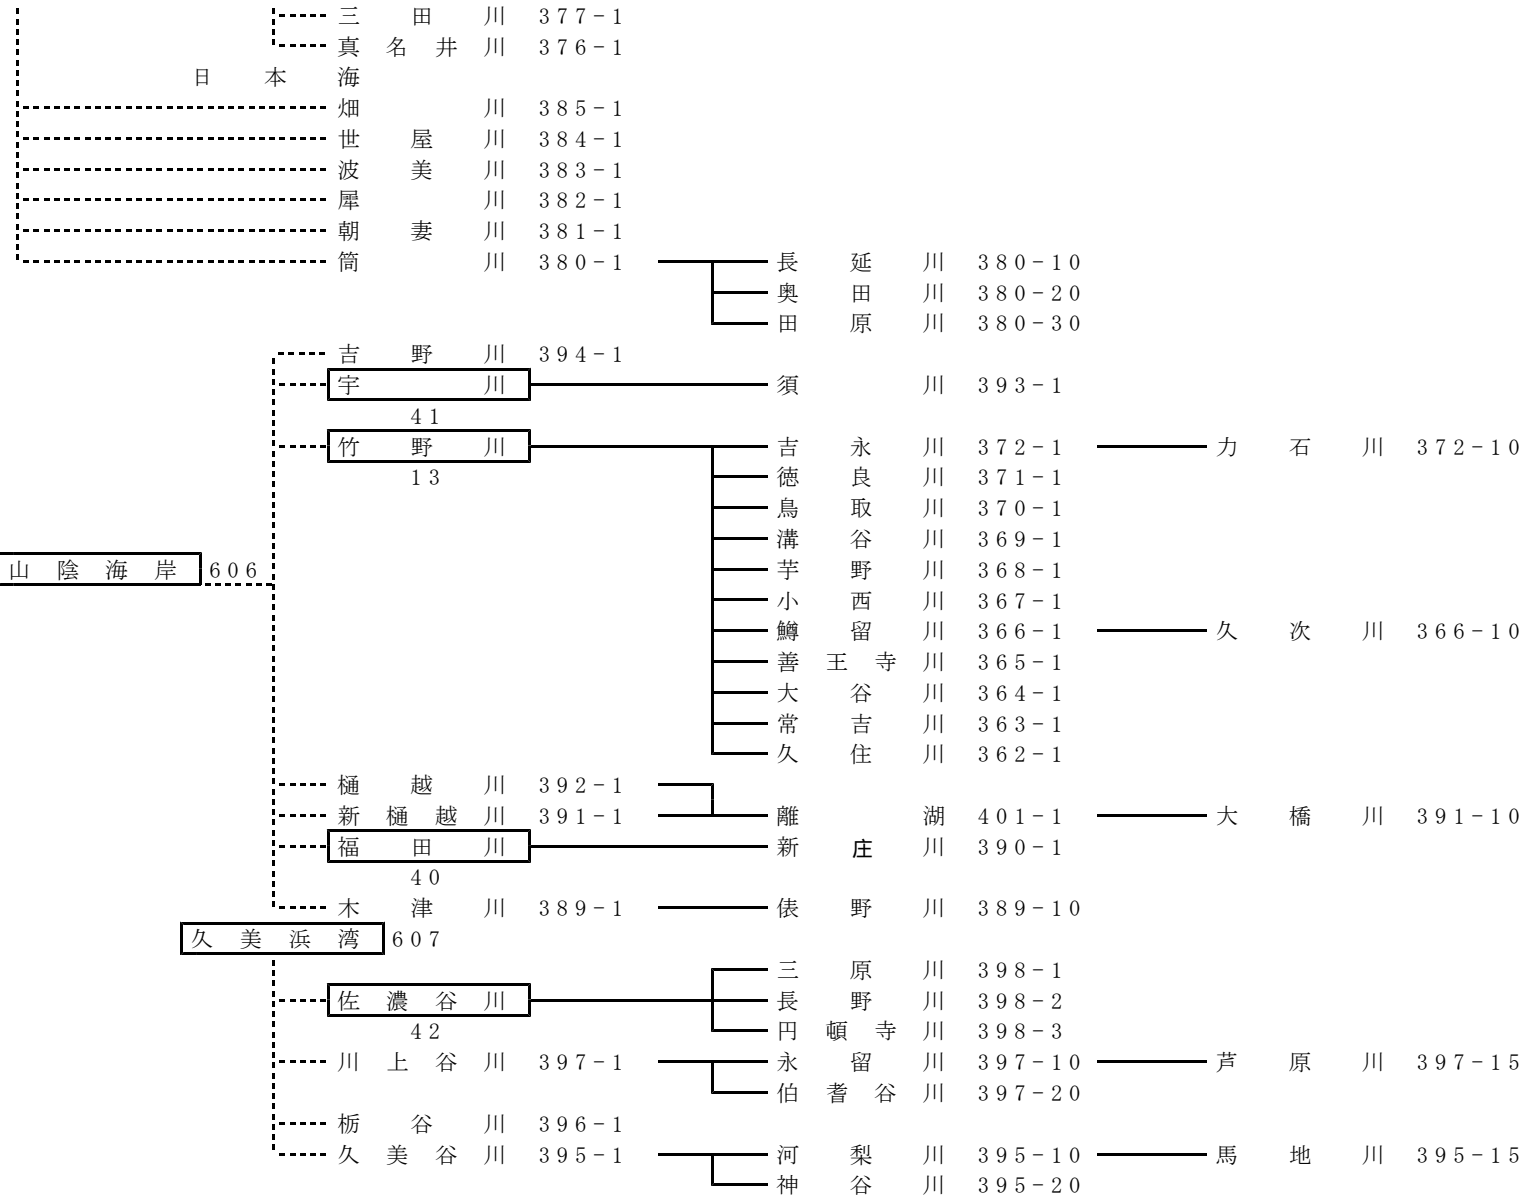 三田川 377-1
真名井川 376-1
日本海
畑川 385-1
世屋川 384-1
波美川 383-1
犀川 382-1
朝妻川 381-1
筒川 380-1 長延川 380-10
奥田川 380-20
田原川 380-30
吉野川 394-1
宇川 須川 393-1
41
竹野川 吉永川 372-1 力石川 372-10
13 徳良川 371-1
鳥取川 370-1
溝谷川 369-1
山陰海岸 606 芋野川 368-1
小西川 367-1
鱒留川 366-1 久次川 366-10
善王寺川 365-1
大谷川 364-1
常吉川 363-1
久住川 362-1
樋越川 392-1
新樋越川 391-1 離湖 401-1 大橋川 391-10
福田川 新庄川 390-1
40
木津川 389-1 俵野川 389-10
久美浜湾 607
三原川 398-1
佐濃谷川 長野川 398-2
42 円頓寺川 398-3
川上谷川 397-1 永留川 397-10 芦原川 397-15
伯耆谷川 397-20
栃谷川 396-1
久美谷川 395-1 河梨川 395-10 馬地川 395-15
神谷川 395-20